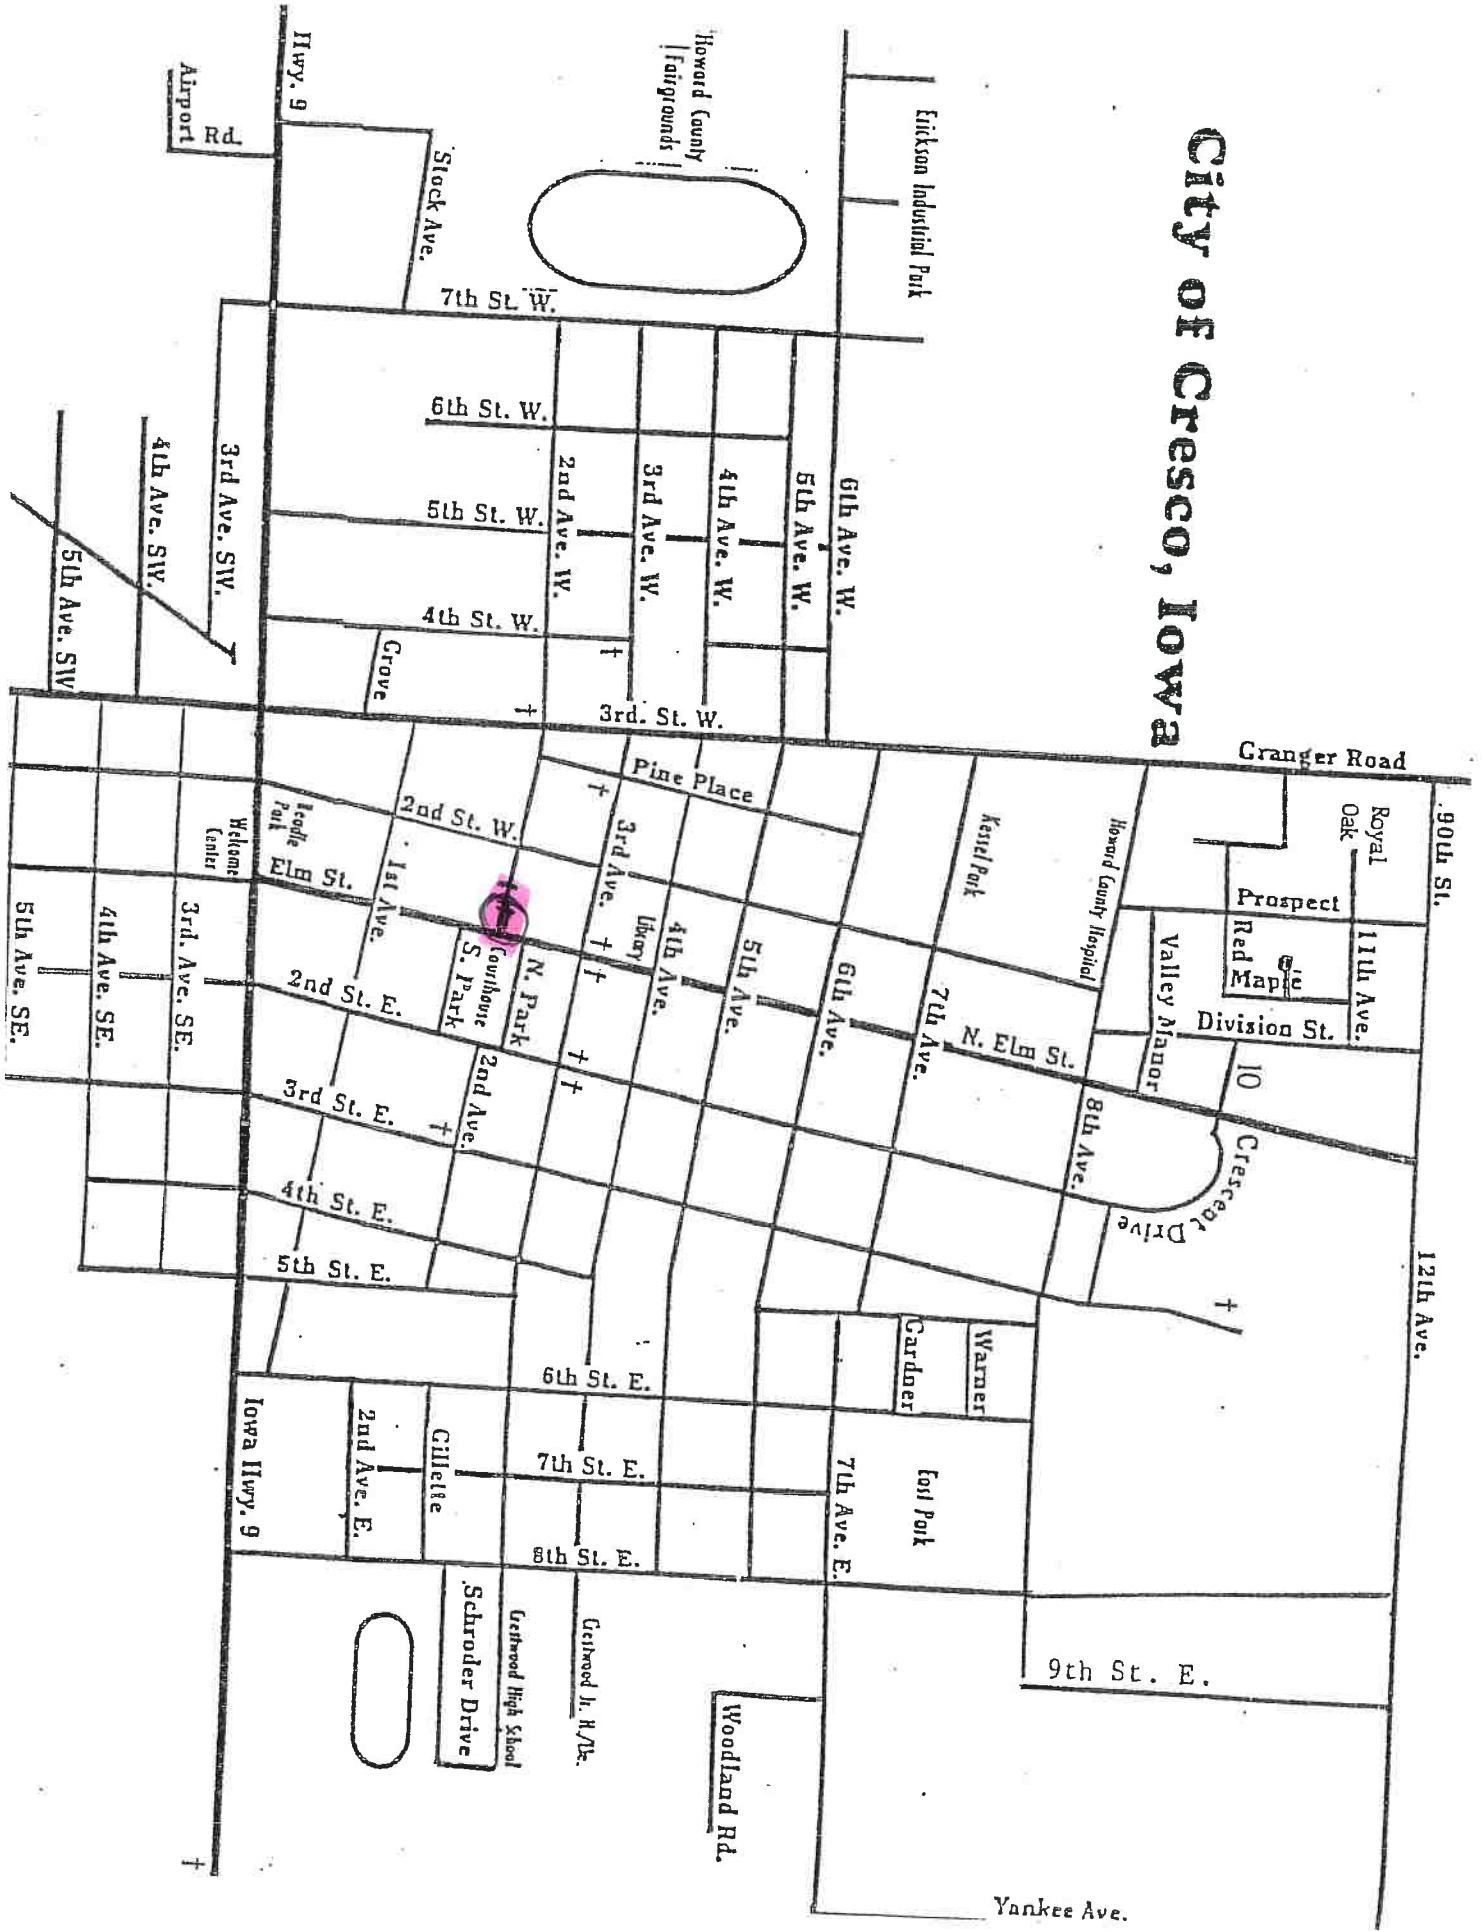 City of Cresco, Iowa
Hwy. 9
Airport Rd.
Stock Ave.
Howard County
Fairgrounds
Erickson Industrial Park
7th St. W.
6th St. W.
5th St. W.
4th St. W.
Grove
3rd. St. W.
2nd Ave. W.
3rd Ave. W.
4th Ave. W.
5th Ave. W.
6th Ave. W.
3rd Ave. SW.
4th Ave. SW.
5th Ave. SW
Granger Road
90th St.
Royal
Oak
Prospect
11th Ave.
Red
Maple
Division St.
Valley Manor
10
Crescent Drive
12th Ave.
Howard County Hospital
Kessel Park
Pine Place
2nd St. W.
Beadle
Park
Welcome
Center
Elm St.
1st Ave.
3rd Ave.
Library
4th Ave.
5th Ave.
6th Ave.
7th Ave.
N. Elm St.
8th Ave.
Courthouse
S. Park
N. Park
2nd Ave.
2nd St. E.
3rd St. E.
4th St. E.
5th St. E.
3rd. Ave. SE.
4th Ave. SE.
5th Ave. SE.
6th St. E.
7th St. E.
8th St. E.
Gardner
Warner
East Park
7th Ave. E.
Iowa Hwy. 9
2nd Ave. E.
Gillette
Schroder Drive
Crestwood High School
Crestwood Jr. H./
Woodland Rd.
9th St. E.
Yankee Ave.